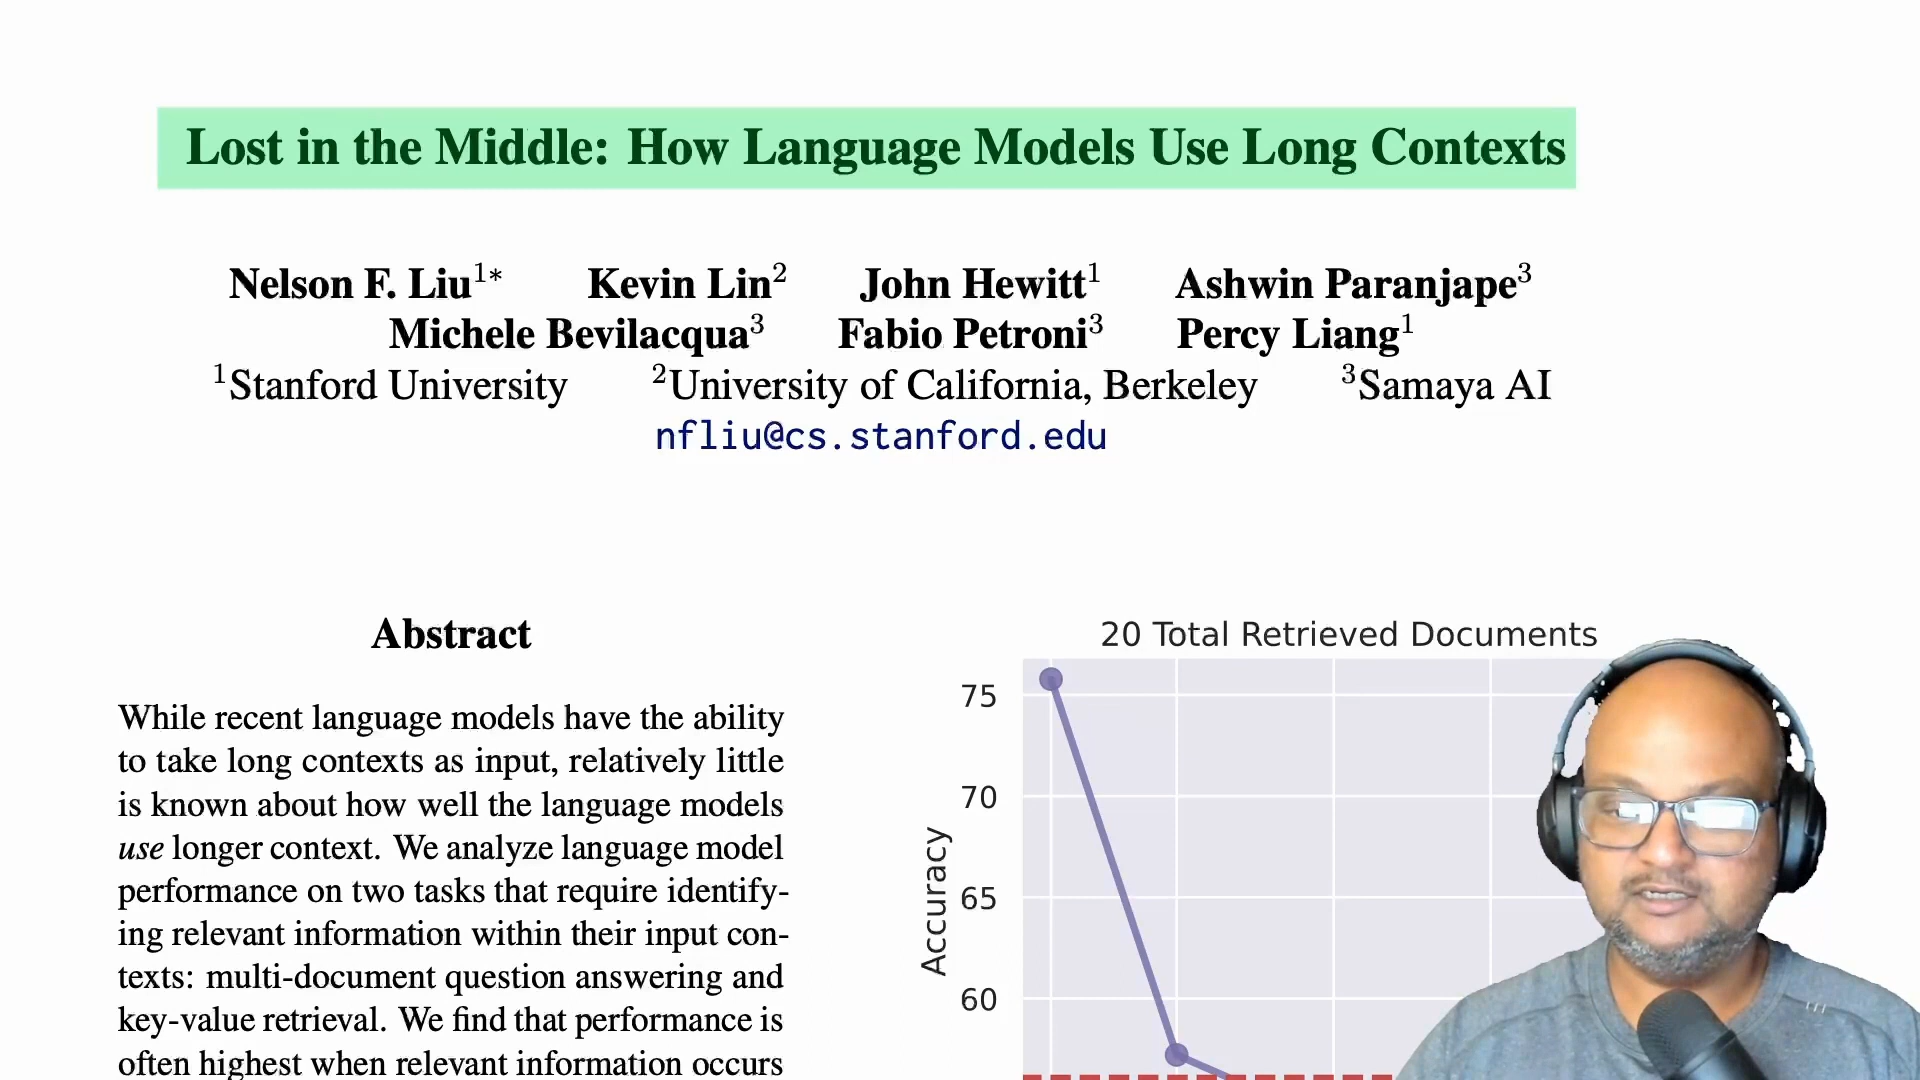 Lost in the Middle: How Language Models Use Long Contexts
Nelson F. Liu1* Kevin Lin2 John Hewitt1 Ashwin Paranjape3
Michele Bevilacqua3 Fabio Petroni3 Percy Liang1
1Stanford University 2University of California, Berkeley 3Samaya AI
nfliu@cs.stanford.edu
Abstract
While recent language models have the ability
to take long contexts as input, relatively little
is known about how well the language models
use longer context. We analyze language model
performance on two tasks that require identify-
ing relevant information within their input con-
texts: multi-document question answering and
key-value retrieval. We find that performance is
often highest when relevant information occurs
20 Total Retrieved Documents
75
70
65
60
Accuracy